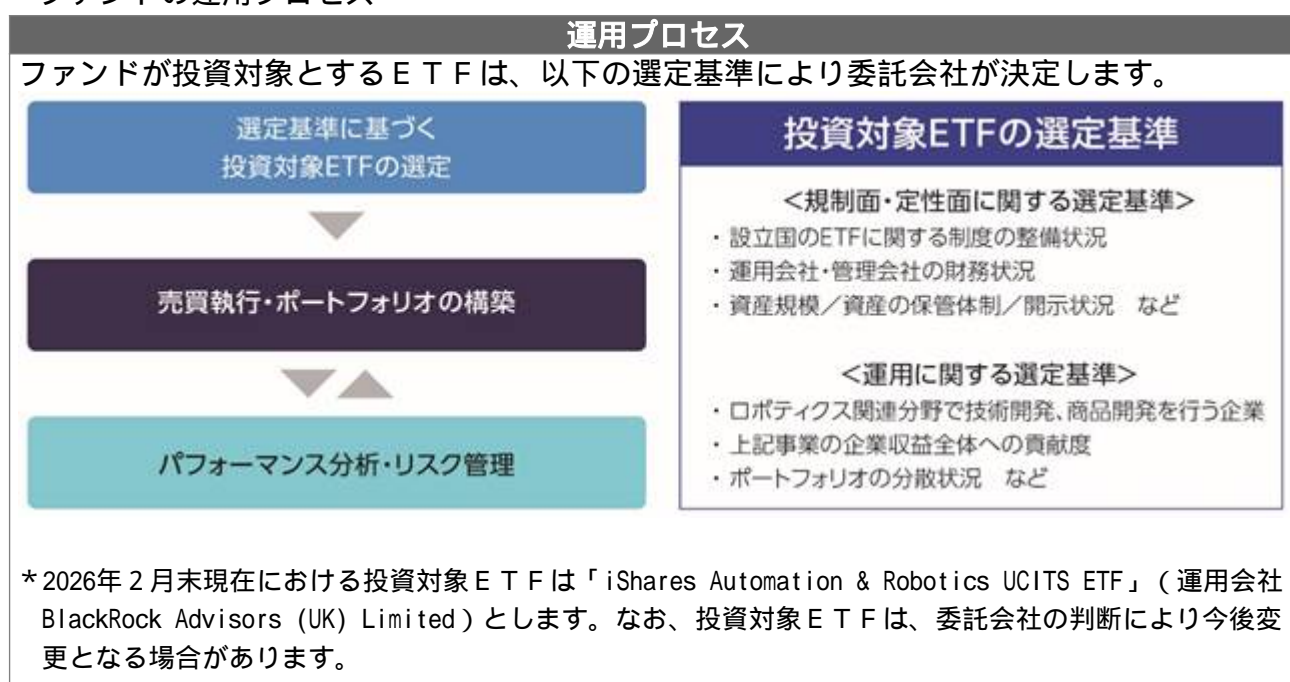 ファンドの運用プロセス
運用プロセス
ファンドが投資対象とするＥＴＦは、以下の選定基準により委託会社が決定します。
選定基準に基づく
投資対象ETFの選定
売買執行・ポートフォリオの構築
パフォーマンス分析・リスク管理
投資対象ETFの選定基準
＜規制面・定性面に関する選定基準＞
・設立国のETFに関する制度の整備状況
・運用会社・管理会社の財務状況
・資産規模／資産の保管体制／開示状況　など
＜運用に関する選定基準＞
・ロボティクス関連分野で技術開発、商品開発を行う企業
・上記事業の企業収益全体への貢献度
・ポートフォリオの分散状況　など
＊2026年２月末現在における投資対象ＥＴＦは「iShares Automation & Robotics UCITS ETF」（運用会社
BlackRock Advisors (UK) Limited）とします。なお、投資対象ＥＴＦは、委託会社の判断により今後変
更となる場合があります。